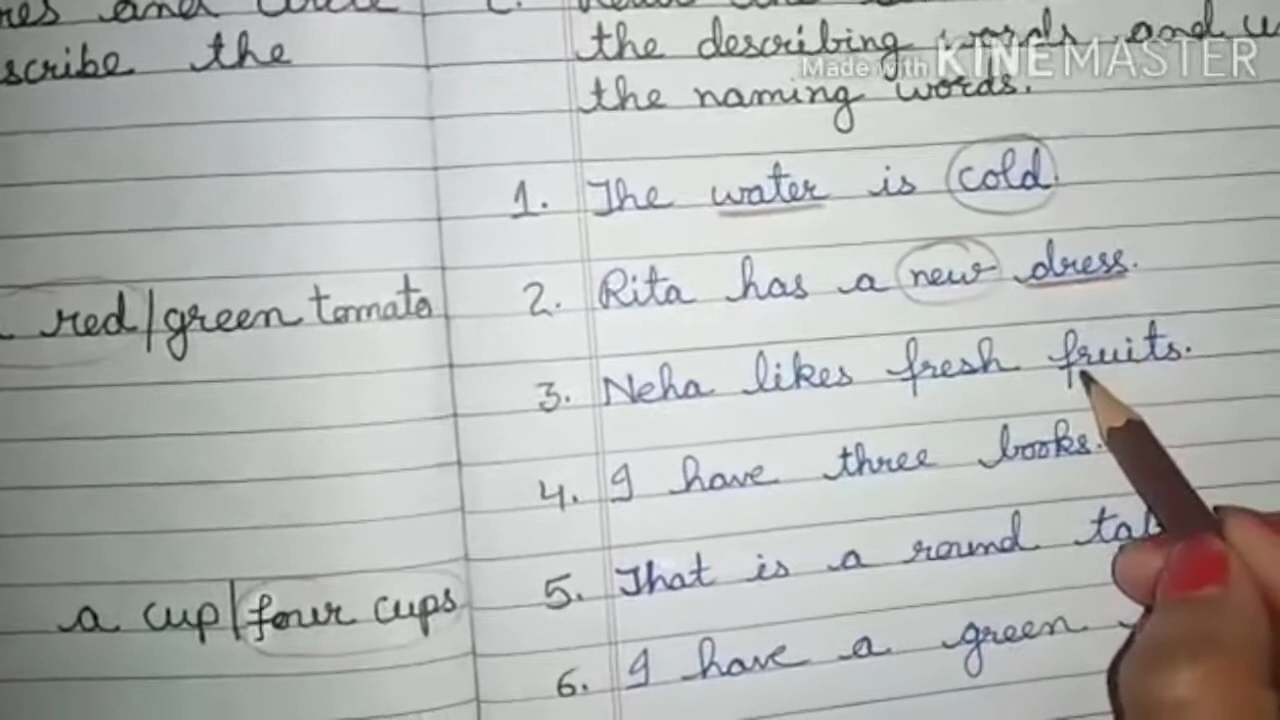 and write
scribe the
red/green tomato
a cup/four cups
the describing words and
the naming words.
1. The water is cold.
2. Rita has a new dress.
3. Neha likes fresh fruits.
4. I have three books.
5. That is a round
6. I have a green
Made with KINEMASTER